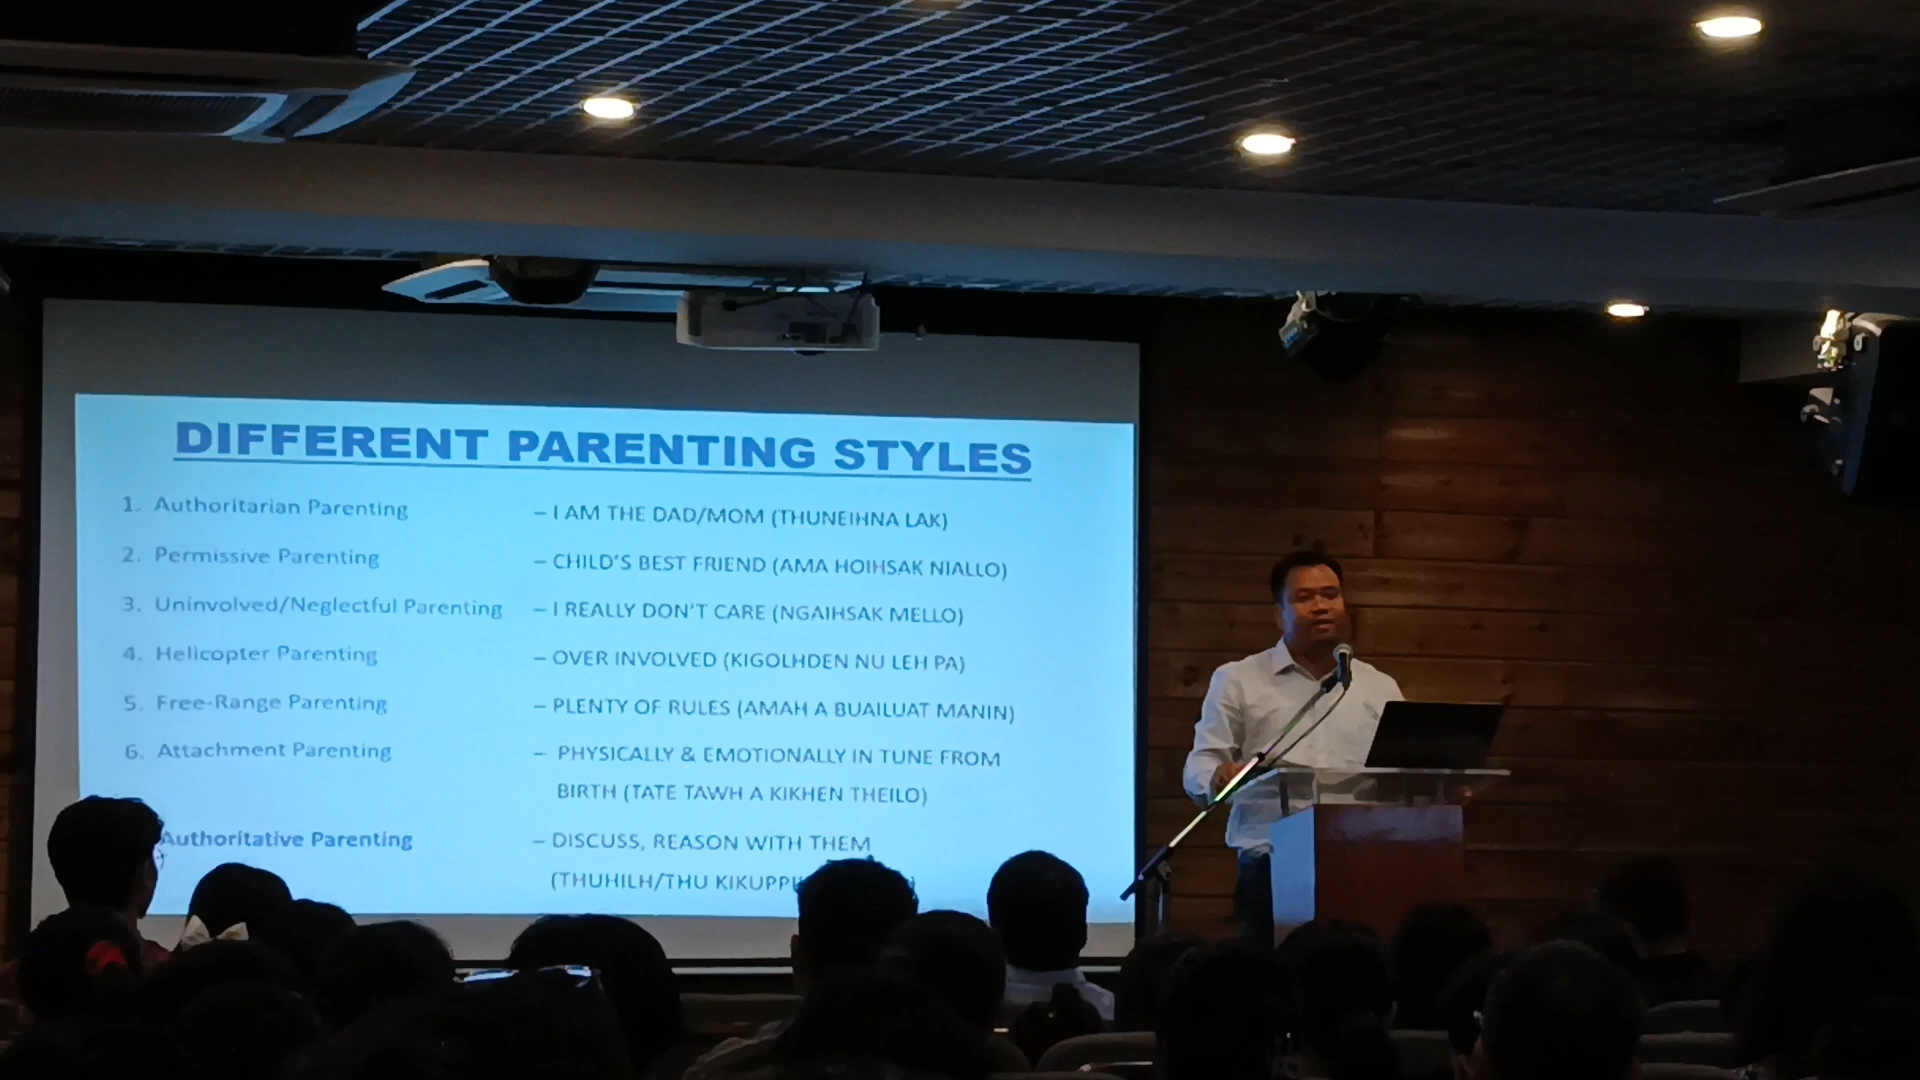 DIFFERENT PARENTING STYLES
1. Authoritarian Parenting – I AM THE DAD/MOM (THUNEIHNA LAK)
2. Permissive Parenting – CHILD'S BEST FRIEND (AMA HOIHSAK NIALLO)
3. Uninvolved/Neglectful Parenting – I REALLY DON'T CARE (NGAIHSAK MELLO)
4. Helicopter Parenting – OVER INVOLVED (KIGOLHDEN NU LEH PA)
5. Free-Range Parenting – PLENTY OF RULES (AMAH A BUAILUAT MANIN)
6. Attachment Parenting – PHYSICALLY & EMOTIONALLY IN TUNE FROM
BIRTH (TATE TAWH A KIKHEN THEILO)
Authoritative Parenting – DISCUSS, REASON WITH THEM
(THUHILH/THU